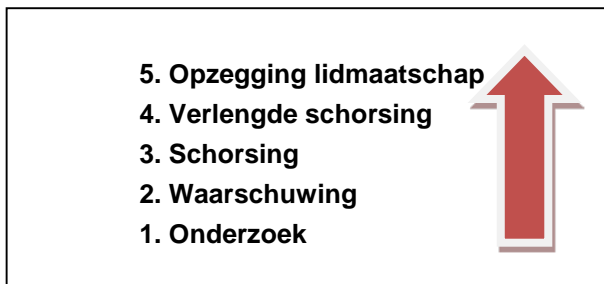 5. Opzegging lidmaatschap
4. Verlengde schorsing
3. Schorsing
2. Waarschuwing
1. Onderzoek